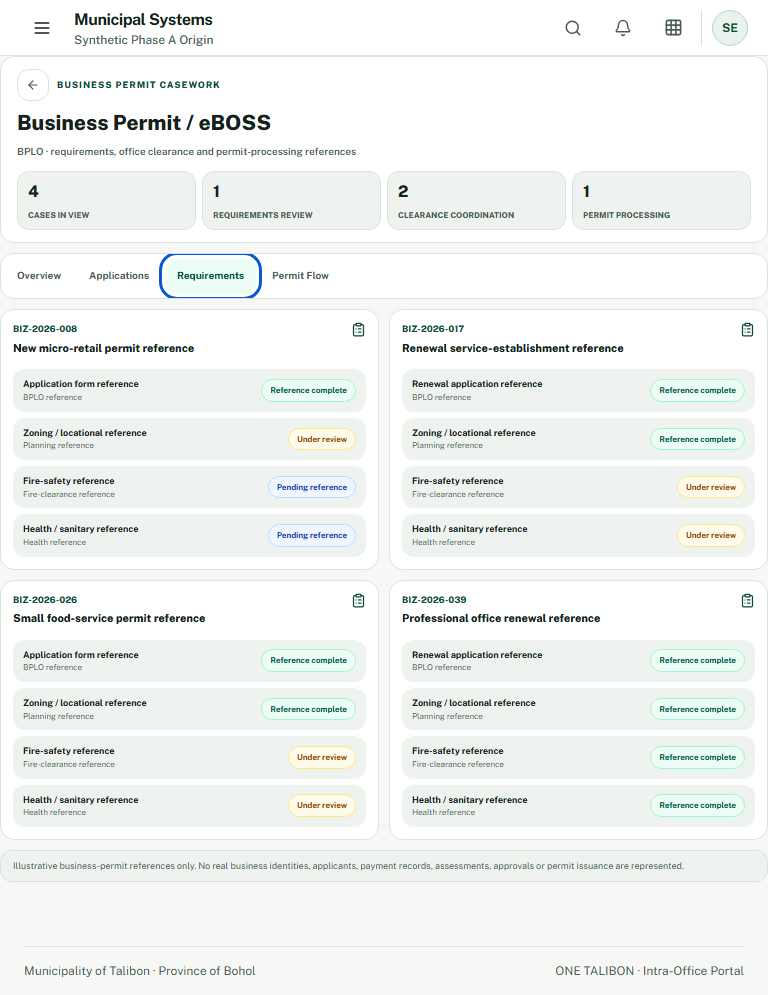 Municipal Systems
Synthetic Phase A Origin
SE
BUSINESS PERMIT CASEWORK
Business Permit / eBOSS
BPLO · requirements, office clearance and permit-processing references
4
CASES IN VIEW
1
REQUIREMENTS REVIEW
2
CLEARANCE COORDINATION
1
PERMIT PROCESSING
Overview
Applications
Requirements
Permit Flow
BIZ-2026-008
New micro-retail permit reference
Application form reference
BPLO reference
Reference complete
Zoning / locational reference
Planning reference
Under review
Fire-safety reference
Fire-clearance reference
Pending reference
Health / sanitary reference
Health reference
Pending reference
BIZ-2026-017
Renewal service-establishment reference
Renewal application reference
BPLO reference
Reference complete
Zoning / locational reference
Planning reference
Reference complete
Fire-safety reference
Fire-clearance reference
Under review
Health / sanitary reference
Health reference
Under review
BIZ-2026-026
Small food-service permit reference
Application form reference
BPLO reference
Reference complete
Zoning / locational reference
Planning reference
Reference complete
Fire-safety reference
Fire-clearance reference
Under review
Health / sanitary reference
Health reference
Under review
BIZ-2026-039
Professional office renewal reference
Renewal application reference
BPLO reference
Reference complete
Zoning / locational reference
Planning reference
Reference complete
Fire-safety reference
Fire-clearance reference
Reference complete
Health / sanitary reference
Health reference
Reference complete
Illustrative business-permit references only. No real business identities, applicants, payment records, assessments, approvals or permit issuance are represented.
Municipality of Talibon · Province of Bohol
ONE TALIBON · Intra-Office Portal